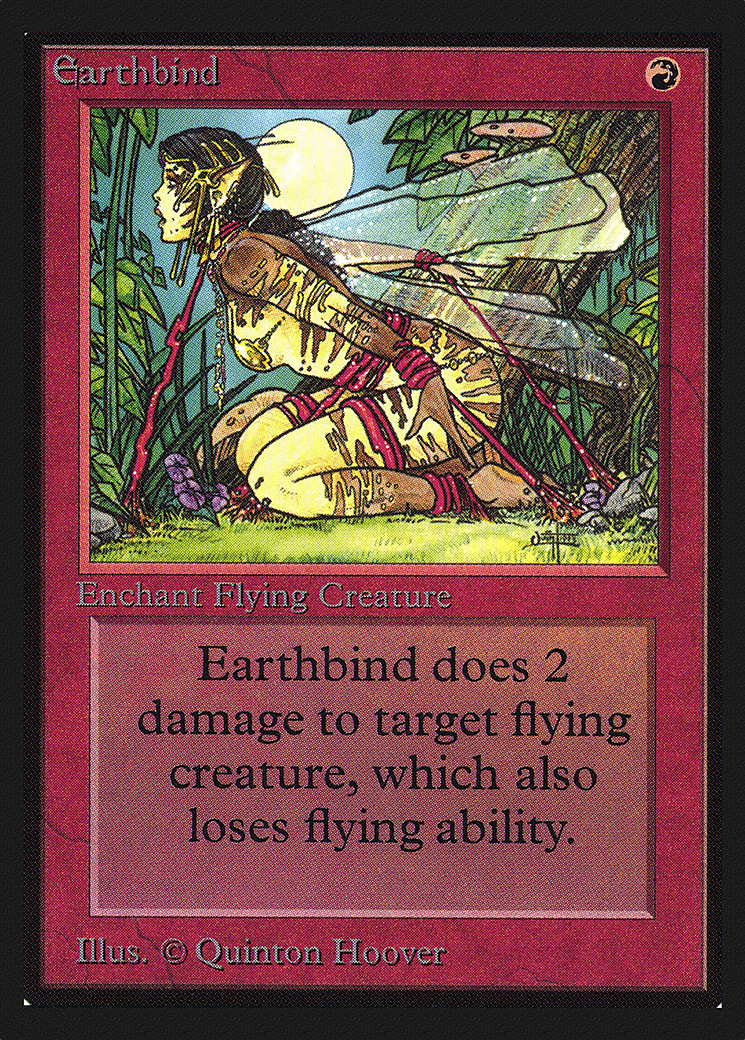 Earthbind
Enchant Flying Creature
Earthbind does 2
damage to target flying
creature, which also
loses flying ability.
Illus. © Quinton Hoover